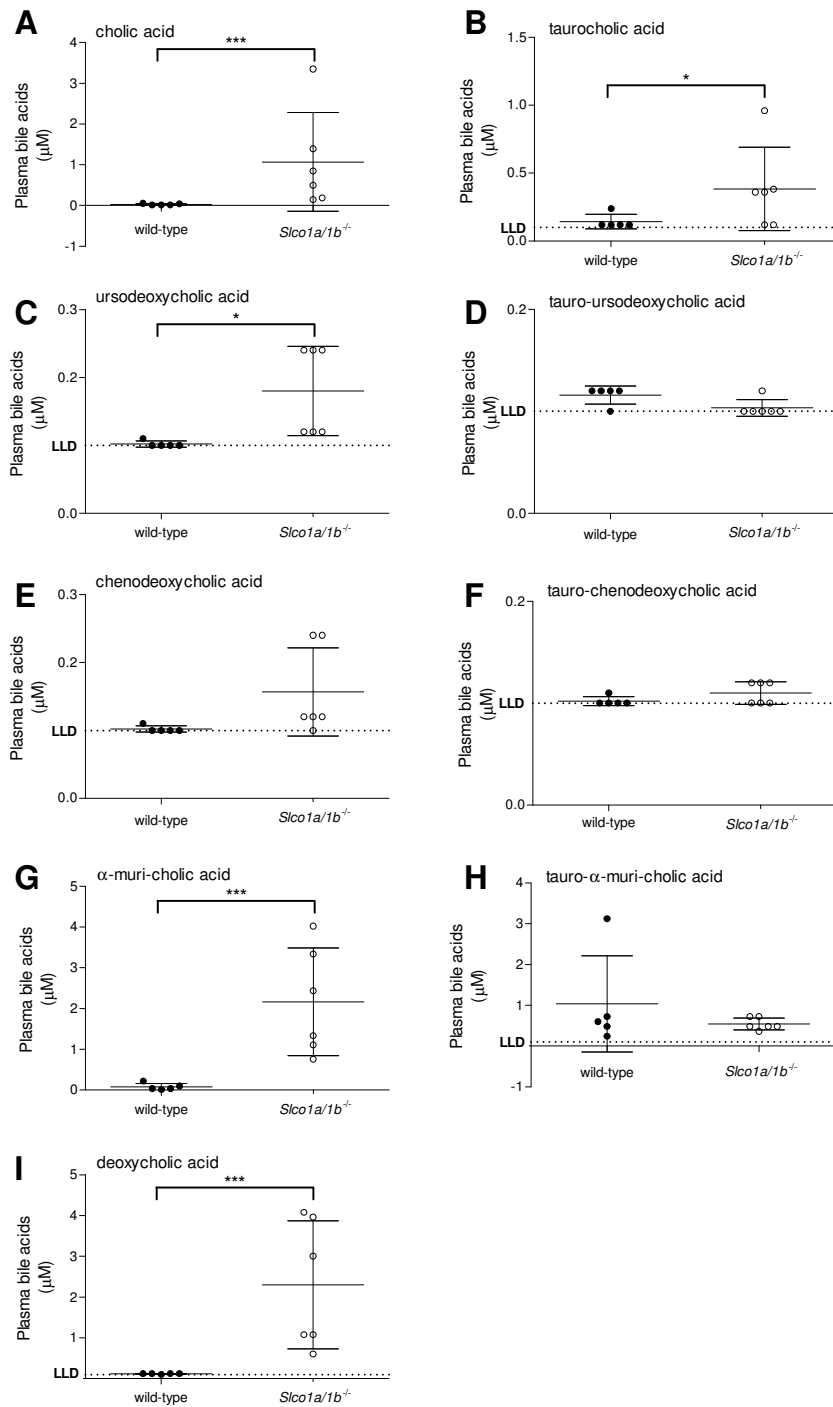 A
cholic acid
***
Plasma bile acids
(μM)
4
3
2
1
0
-1
wild-type
Slco1a/1b-/-
B
taurocholic acid
*
Plasma bile acids
(μM)
1.5
1.0
0.5
LLD
0.0
wild-type
Slco1a/1b-/-
C
ursodeoxycholic acid
*
Plasma bile acids
(μM)
0.3
0.2
LLD
0.0
wild-type
Slco1a/1b-/-
D
tauro-ursodeoxycholic acid
Plasma bile acids
(μM)
0.2
LLD
0.0
wild-type
Slco1a/1b-/-
E
chenodeoxycholic acid
Plasma bile acids
(μM)
0.3
0.2
LLD
0.0
wild-type
Slco1a/1b-/-
F
tauro-chenodeoxycholic acid
Plasma bile acids
(μM)
0.2
LLD
0.0
wild-type
Slco1a/1b-/-
G
α-muri-cholic acid
***
Plasma bile acids
(μM)
5
4
3
2
1
0
wild-type
Slco1a/1b-/-
H
tauro-α-muri-cholic acid
Plasma bile acids
(μM)
4
3
2
1
LLD
-1
wild-type
Slco1a/1b-/-
I
deoxycholic acid
***
Plasma bile acids
(μM)
5
4
3
2
1
LLD
wild-type
Slco1a/1b-/-